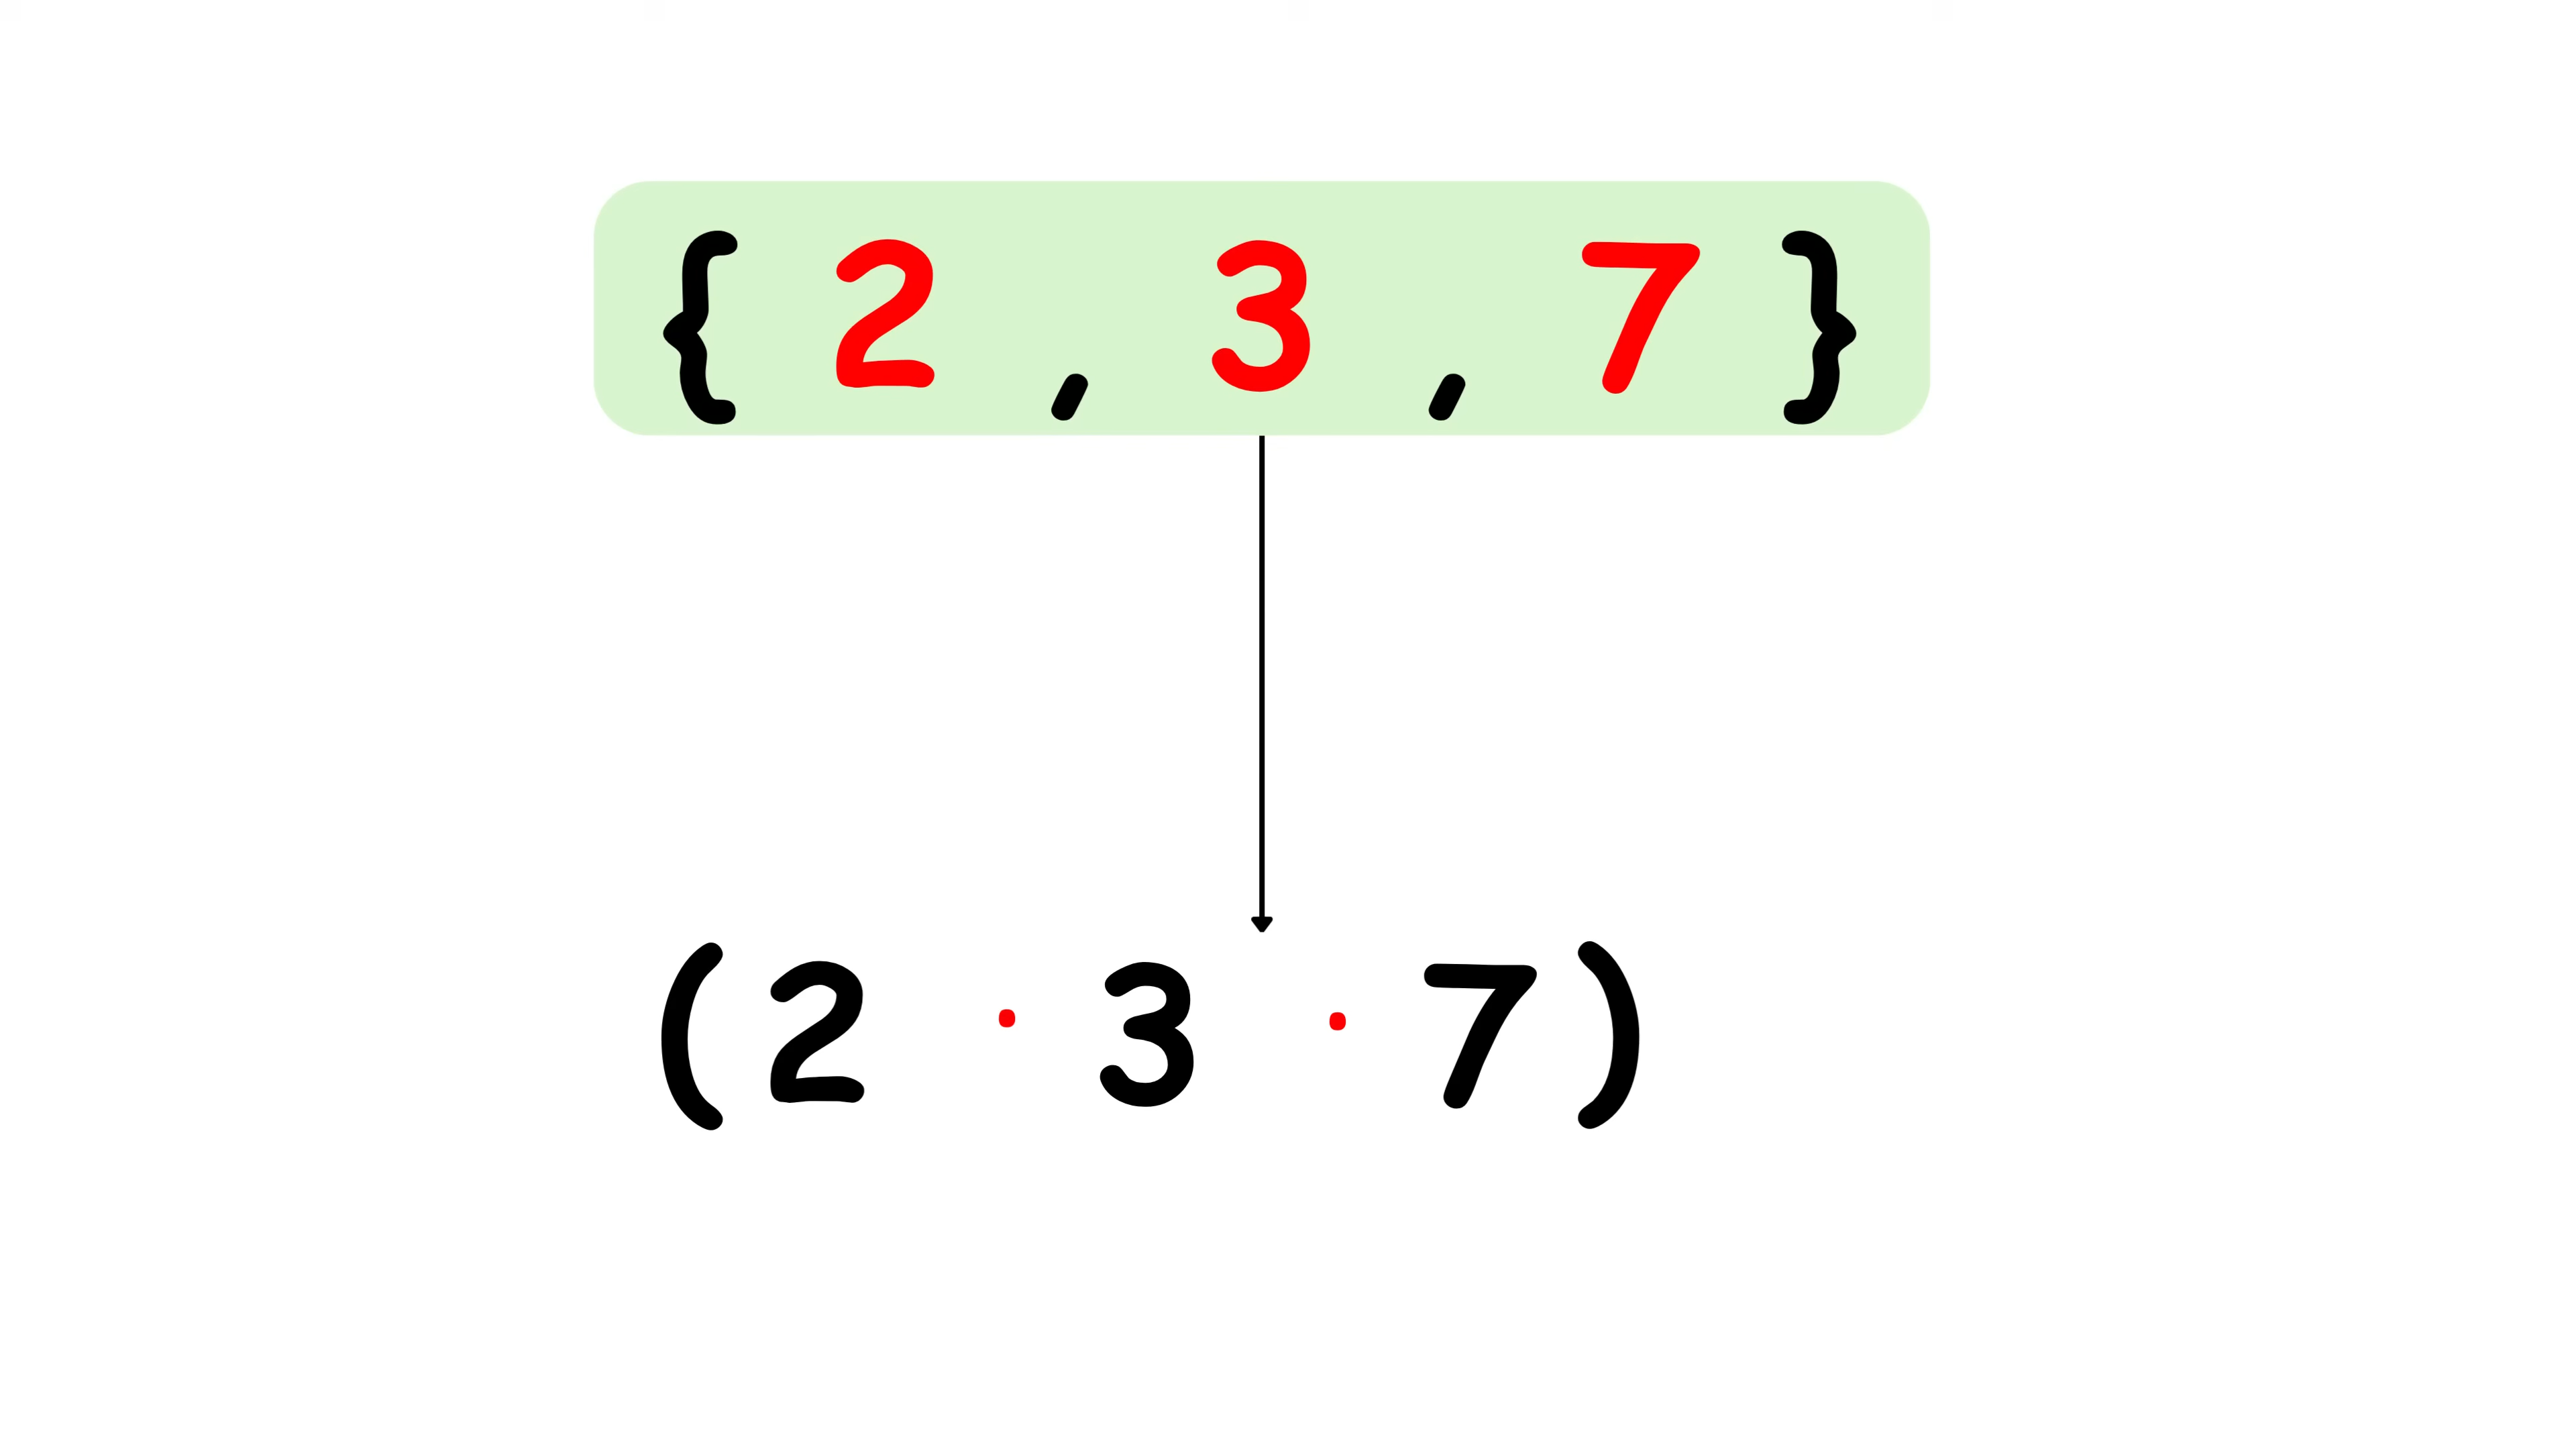 { 2 , 3 , 7 }
(2 · 3 · 7)